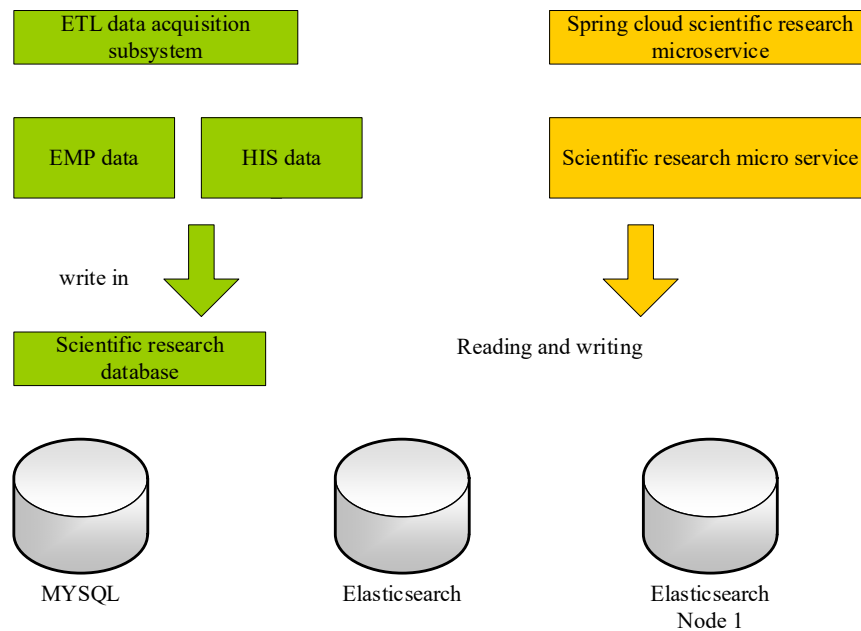 ETL data acquisition
subsystem
Spring cloud scientific research
microservice
EMP data
HIS data
Scientific research micro service
write in
Reading and writing
Scientific research
database
MYSQL
Elasticsearch
Elasticsearch
Node 1